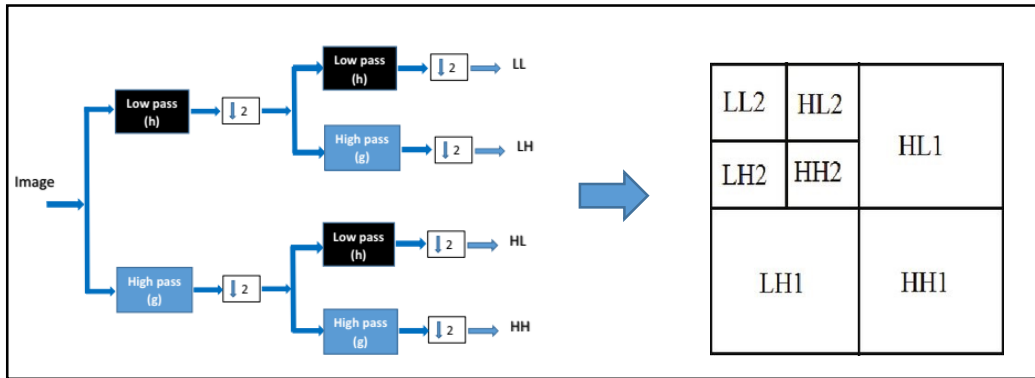 Image
Low pass
(h)
↓ 2
Low pass
(h)
↓ 2
LL
High pass
(g)
↓ 2
LH
High pass
(g)
↓ 2
Low pass
(h)
↓ 2
HL
High pass
(g)
↓ 2
HH
LL2 HL2
HL1
LH2 HH2
LH1 HH1